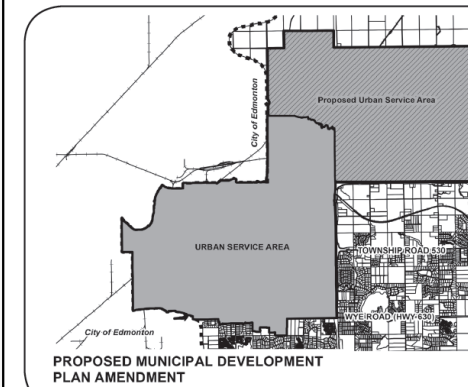 Proposed Urban Service Area
City of Edmonton
URBAN SERVICE AREA
TOWNSHIP ROAD 530
WYE ROAD (HWY 630)
City of Edmonton
PROPOSED MUNICIPAL DEVELOPMENT
PLAN AMENDMENT